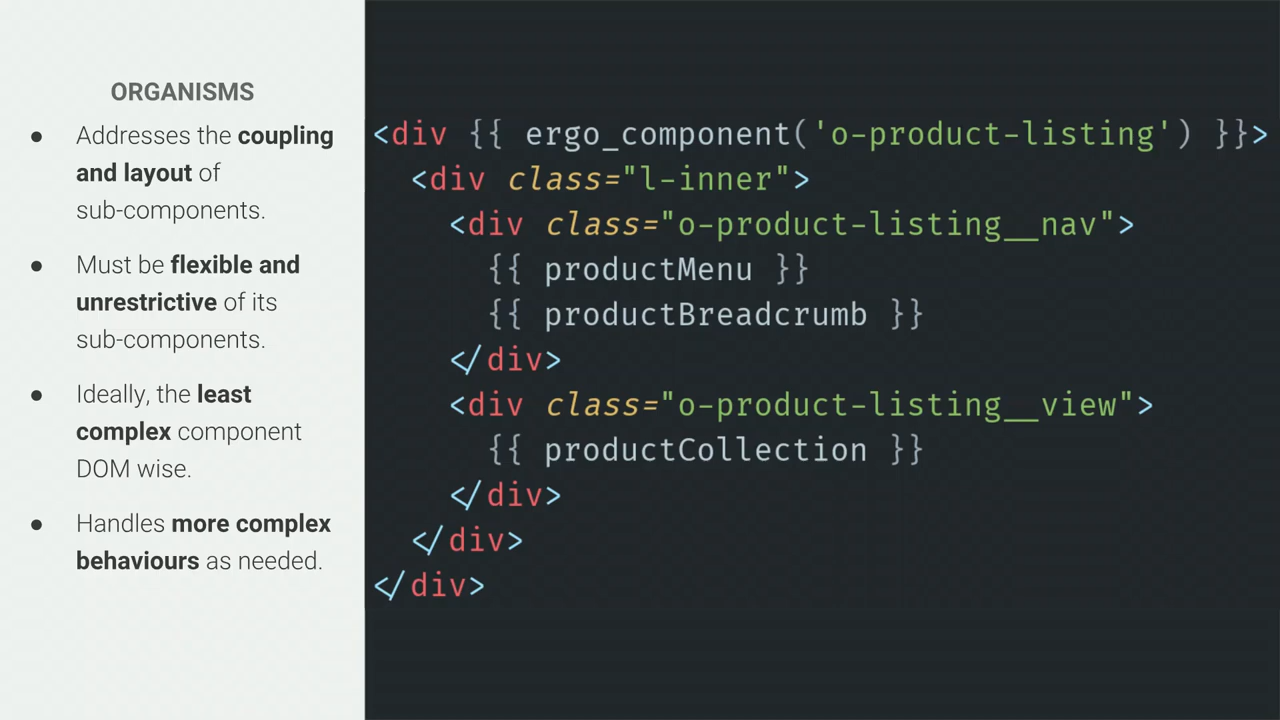 ORGANISMS
● Addresses the coupling
and layout of
sub-components.
● Must be flexible and
unrestrictive of its
sub-components.
● Ideally, the least
complex component
DOM wise.
● Handles more complex
behaviours as needed.
<div {{ ergo_component('o-product-listing') }}>
<div class="l-inner">
<div class="o-product-listing__nav">
{{ productMenu }}
{{ productBreadcrumb }}
</div>
<div class="o-product-listing__view">
{{ productCollection }}
</div>
</div>
</div>